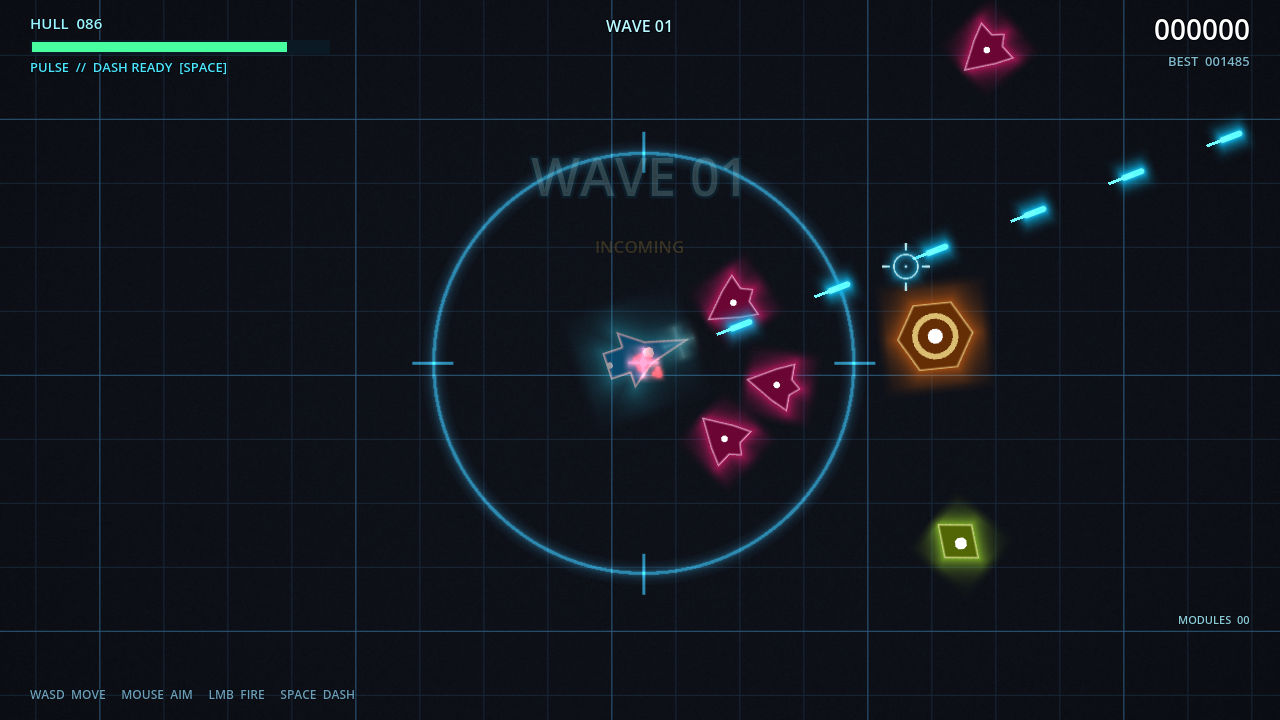 HULL 086
WAVE 01
000000
PULSE // DASH READY [SPACE]
BEST 001485
WAVE 01
INCOMING
MODULES 00
WASD MOVE MOUSE AIM LMB FIRE SPACE DASH